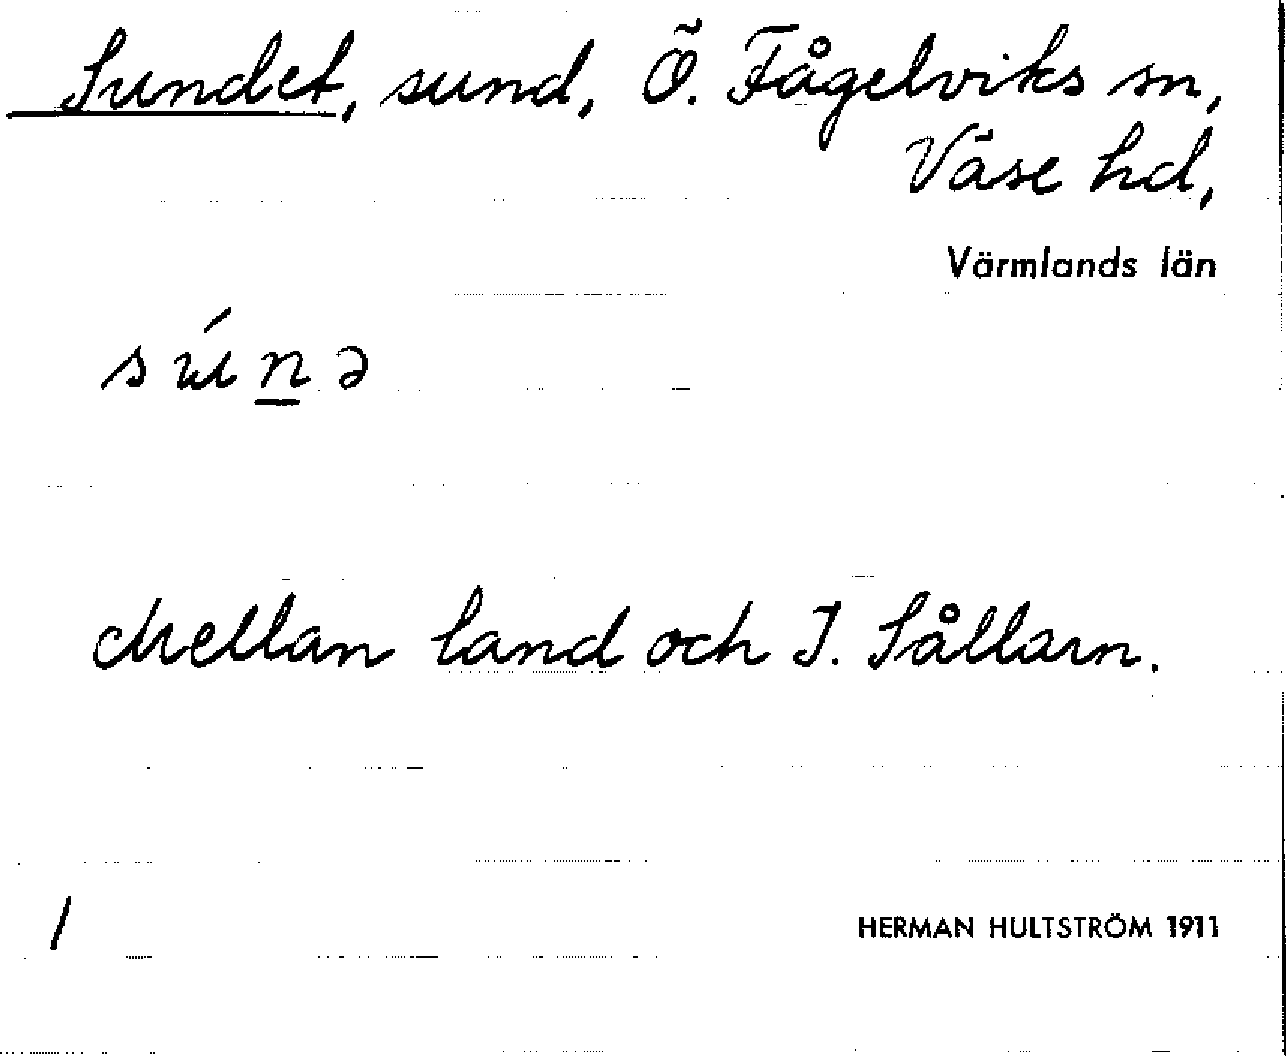 Sundet, sund, Ö. Fågelviks sn,
Väse hd,
Värmlands län
súnə
Mellan land och I. Sållarn.
/
HERMAN HULTSTRÖM 1911